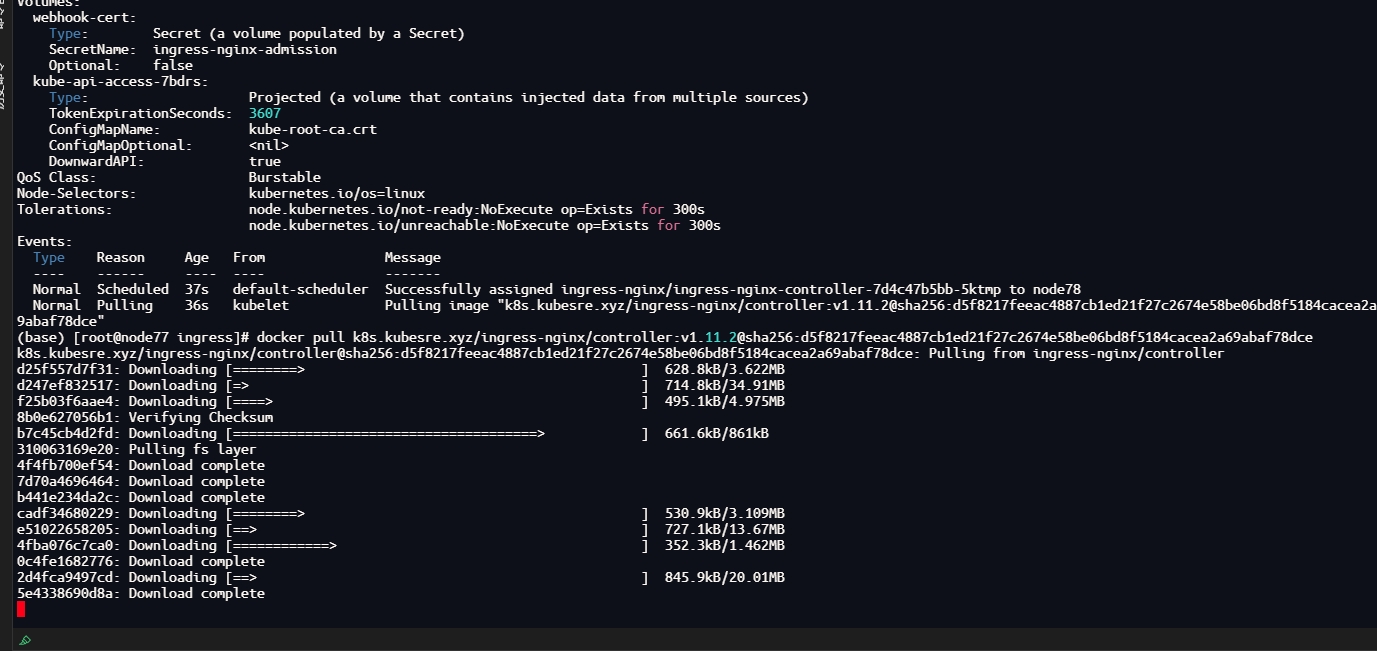 Volumes:
  webhook-cert:
    Type:        Secret (a volume populated by a Secret)
    SecretName:  ingress-nginx-admission
    Optional:    false
  kube-api-access-7bdrs:
    Type:                    Projected (a volume that contains injected data from multiple sources)
    TokenExpirationSeconds:  3607
    ConfigMapName:           kube-root-ca.crt
    ConfigMapOptional:       <nil>
    DownwardAPI:             true
QoS Class:                   Burstable
Node-Selectors:              kubernetes.io/os=linux
Tolerations:                 node.kubernetes.io/not-ready:NoExecute op=Exists for 300s
                             node.kubernetes.io/unreachable:NoExecute op=Exists for 300s
Events:
  Type    Reason     Age   From               Message
  ----    ------     ----  ----               -------
  Normal  Scheduled  37s   default-scheduler  Successfully assigned ingress-nginx/ingress-nginx-controller-7d4c47b5bb-5ktmp to node78
  Normal  Pulling    36s   kubelet            Pulling image "k8s.kubesre.xyz/ingress-nginx/controller:v1.11.2@sha256:d5f8217feeac4887cb1ed21f27c2674e58be06bd8f5184cacea2a6
9abaf78dce"
(base) [root@node77 ingress]# docker pull k8s.kubesre.xyz/ingress-nginx/controller:v1.11.2@sha256:d5f8217feeac4887cb1ed21f27c2674e58be06bd8f5184cacea2a69abaf78dce
k8s.kubesre.xyz/ingress-nginx/controller@sha256:d5f8217feeac4887cb1ed21f27c2674e58be06bd8f5184cacea2a69abaf78dce: Pulling from ingress-nginx/controller
d25f557d7f31: Downloading [========>                                          ]  628.8kB/3.622MB
d247ef832517: Downloading [=>                                                 ]  714.8kB/34.91MB
f25b03f6aae4: Downloading [====>                                              ]  495.1kB/4.975MB
8b0e627056b1: Verifying Checksum
b7c45cb4d2fd: Downloading [======================================>            ]  661.6kB/861kB
310063169e20: Pulling fs layer
4f4fb700ef54: Download complete
7d70a4696464: Download complete
b441e234da2c: Download complete
cadf34680229: Downloading [========>                                          ]  530.9kB/3.109MB
e51022658205: Downloading [==>                                                ]  727.1kB/13.67MB
4fba076c7ca0: Downloading [============>                                      ]  352.3kB/1.462MB
0c4fe1682776: Download complete
2d4fca9497cd: Downloading [==>                                                ]  845.9kB/20.01MB
5e4338690d8a: Download complete